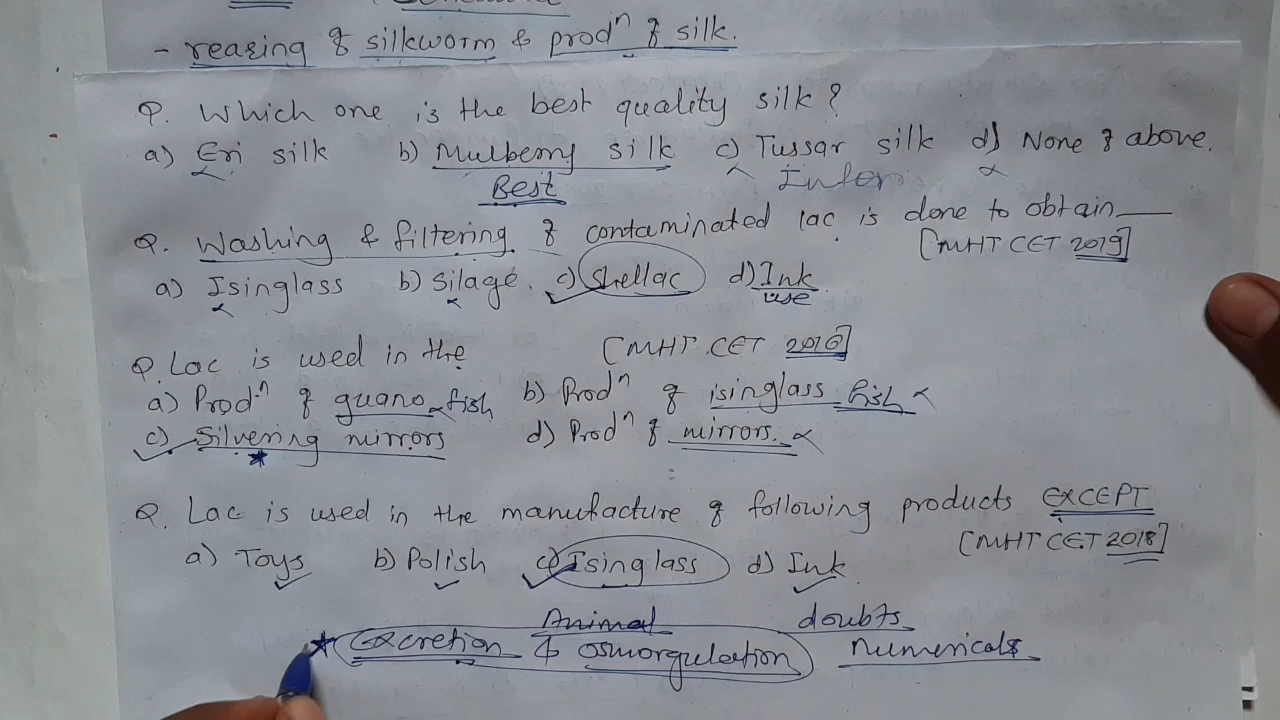 - rearing of silkworm & prodn of silk.
Q. Which one is the best quality silk?
a) Eri silk b) Mulberry silk c) Tussar silk d) None of above.
Best
Q. Washing & filtering of contaminated lac is done to obtain
[MHT CET 2019]
a) Isinglass b) Silage. c) Shellac d) Ink
use
Q. Lac is used in the [MHT CET 2016]
a) Prodn of guano fish b) Prodn of isinglass fish
c) Silvering mirrors d) Prodn of mirrors.
Q. Lac is used in the manufacture of following products EXCEPT
[MHT CET 2018]
a) Toys b) Polish c) Isinglass d) Ink
Animal doubts
excretion & osmorgulation numericals